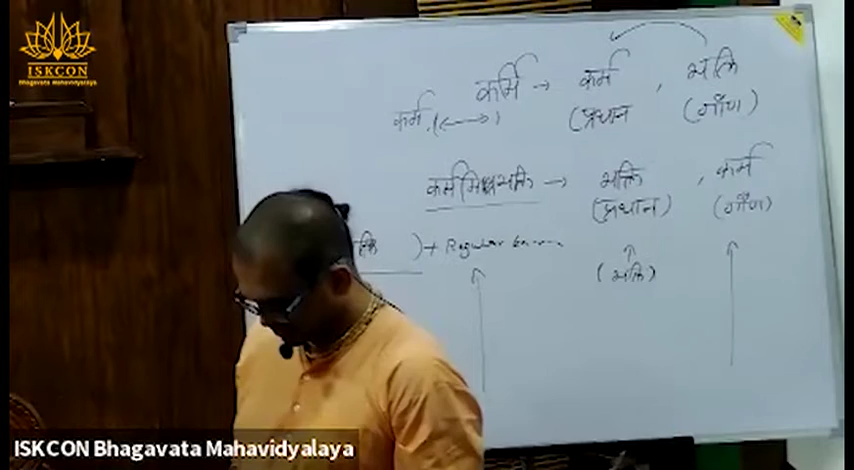 ISKCON
Bhagavata Mahavidyalaya
कर्मि → कर्म , भक्ति
कर्म (प्रधान (गौण)
कर्ममिश्रभक्ति → भक्ति , कर्म
(प्रधान) (गौण)
) + Regular
(भक्ति)
ISKCON Bhagavata Mahavidyalaya